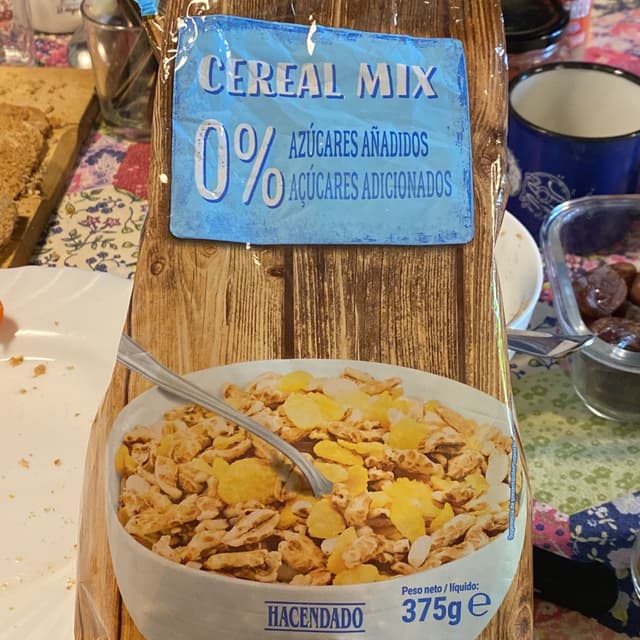 CEREAL MIX
0% AZÚCARES AÑADIDOS
AÇÚCARES ADICIONADOS
HACENDADO
Peso neto / líquido:
375g e